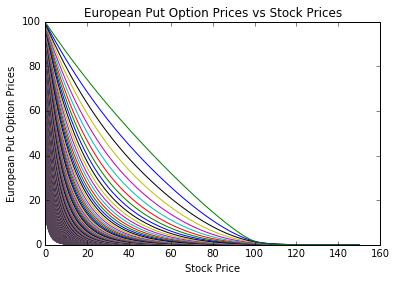 European Put Option Prices vs Stock Prices
100
80
60
40
20
0
European Put Option Prices
0 20 40 60 80 100 120 140 160
Stock Price